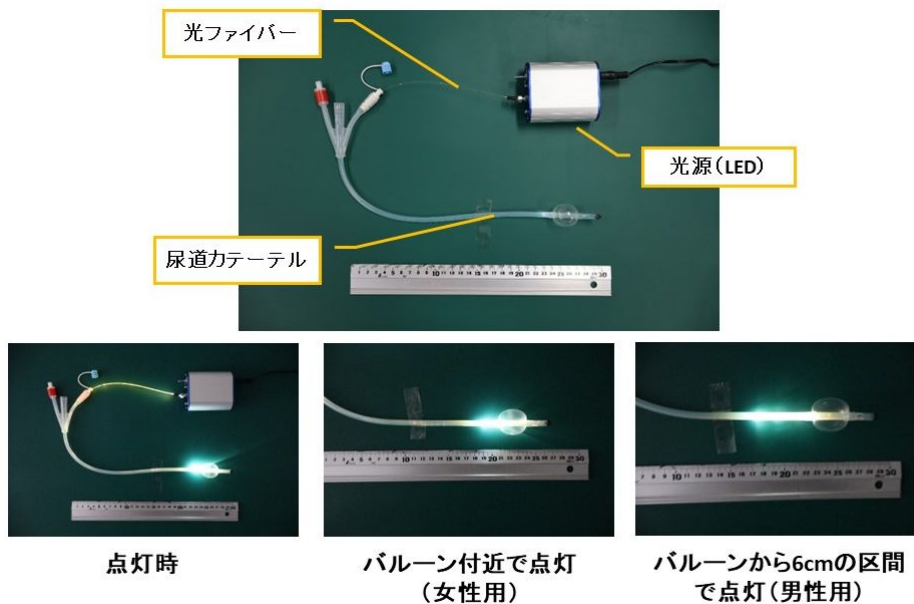 光ファイバー
光源(LED)
尿道カテーテル
点灯時
バルーン付近で点灯
(女性用)
バルーンから6cmの区間
で点灯(男性用)